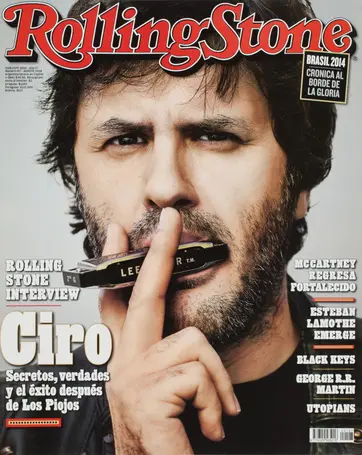 Rolling Stone
BRASIL 2014
CRONICA AL
BORDE DE
LA GLORIA
ROLLING
STONE
INTERVIEW
Ciro
Secretos, verdades
y el éxito después
de Los Piojos
MCCARTNEY
REGRESA
FORTALECIDO
ESTEBAN
LAMOTHE
EMERGE
BLACK KEYS
GEORGE R.R.
MARTIN
UTOPIANS
T.M.